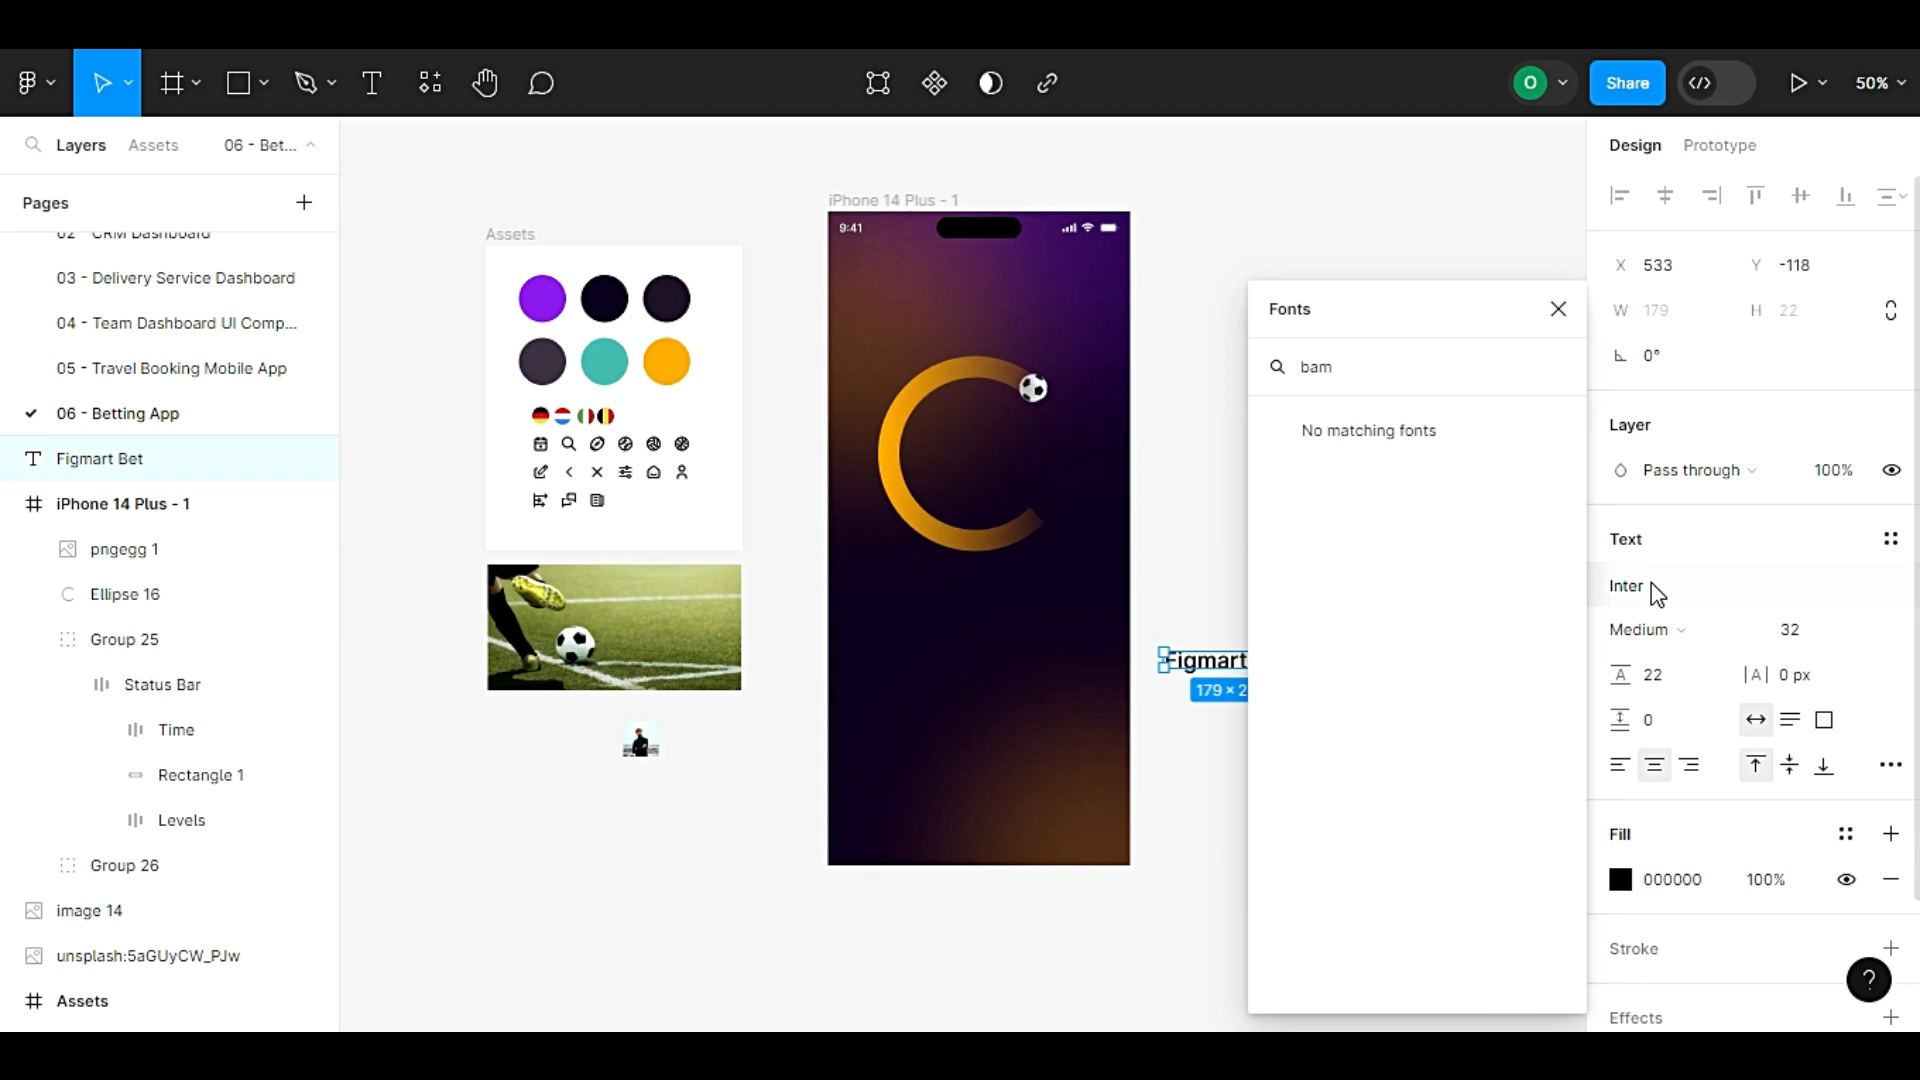 O
Share
50%
Layers
Assets
06 - Bet...
Pages
02 - CRM Dashboard
03 - Delivery Service Dashboard
04 - Team Dashboard UI Comp...
05 - Travel Booking Mobile App
06 - Betting App
Figmart Bet
iPhone 14 Plus - 1
pngegg 1
Ellipse 16
Group 25
Status Bar
Time
Rectangle 1
Levels
Group 26
image 14
unsplash:5aGUyCW_PJw
Assets
Assets
iPhone 14 Plus - 1
9:41
Figmart
179 × 2
Fonts
bam
No matching fonts
Design
Prototype
X 533
Y -118
W 179
H 22
0°
Layer
Pass through
100%
Text
Inter
Medium
32
22
|A| 0 px
0
Fill
000000
100%
Stroke
?
Effects